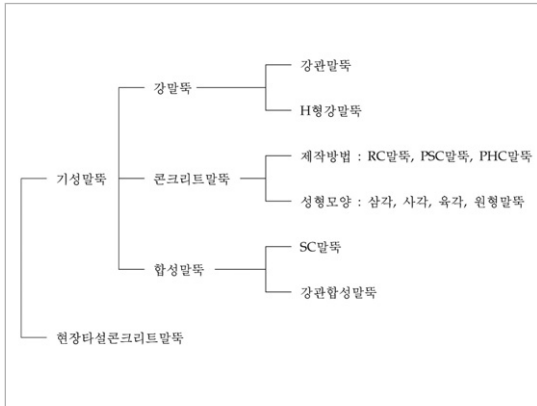 강관말뚝
강말뚝
H형강말뚝
제작방법 : RC말뚝, PSC말뚝, PHC말뚝
기성말뚝
콘크리트말뚝
성형모양 : 삼각, 사각, 육각, 원형말뚝
SC말뚝
합성말뚝
강관합성말뚝
현장타설콘크리트말뚝